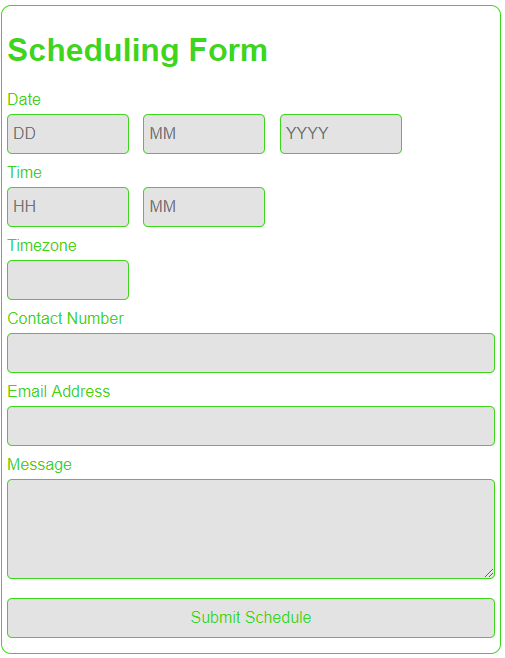 Scheduling Form
Date
DD MM YYYY
Time
HH MM
Timezone
Contact Number
Email Address
Message
Submit Schedule